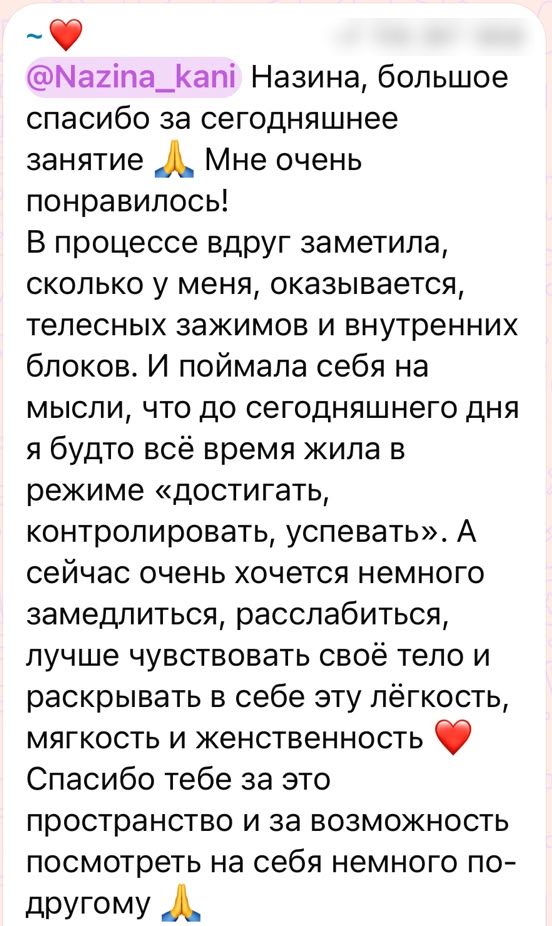 ~ ❤️
@Nazina_kani Назина, большое
спасибо за сегодняшнее
занятие 🙏 Мне очень
понравилось!
В процессе вдруг заметила,
сколько у меня, оказывается,
телесных зажимов и внутренних
блоков. И поймала себя на
мысли, что до сегодняшнего дня
я будто всё время жила в
режиме «достигать,
контролировать, успевать». А
сейчас очень хочется немного
замедлиться, расслабиться,
лучше чувствовать своё тело и
раскрывать в себе эту лёгкость,
мягкость и женственность ❤️
Спасибо тебе за это
пространство и за возможность
посмотреть на себя немного по-
другому 🙏